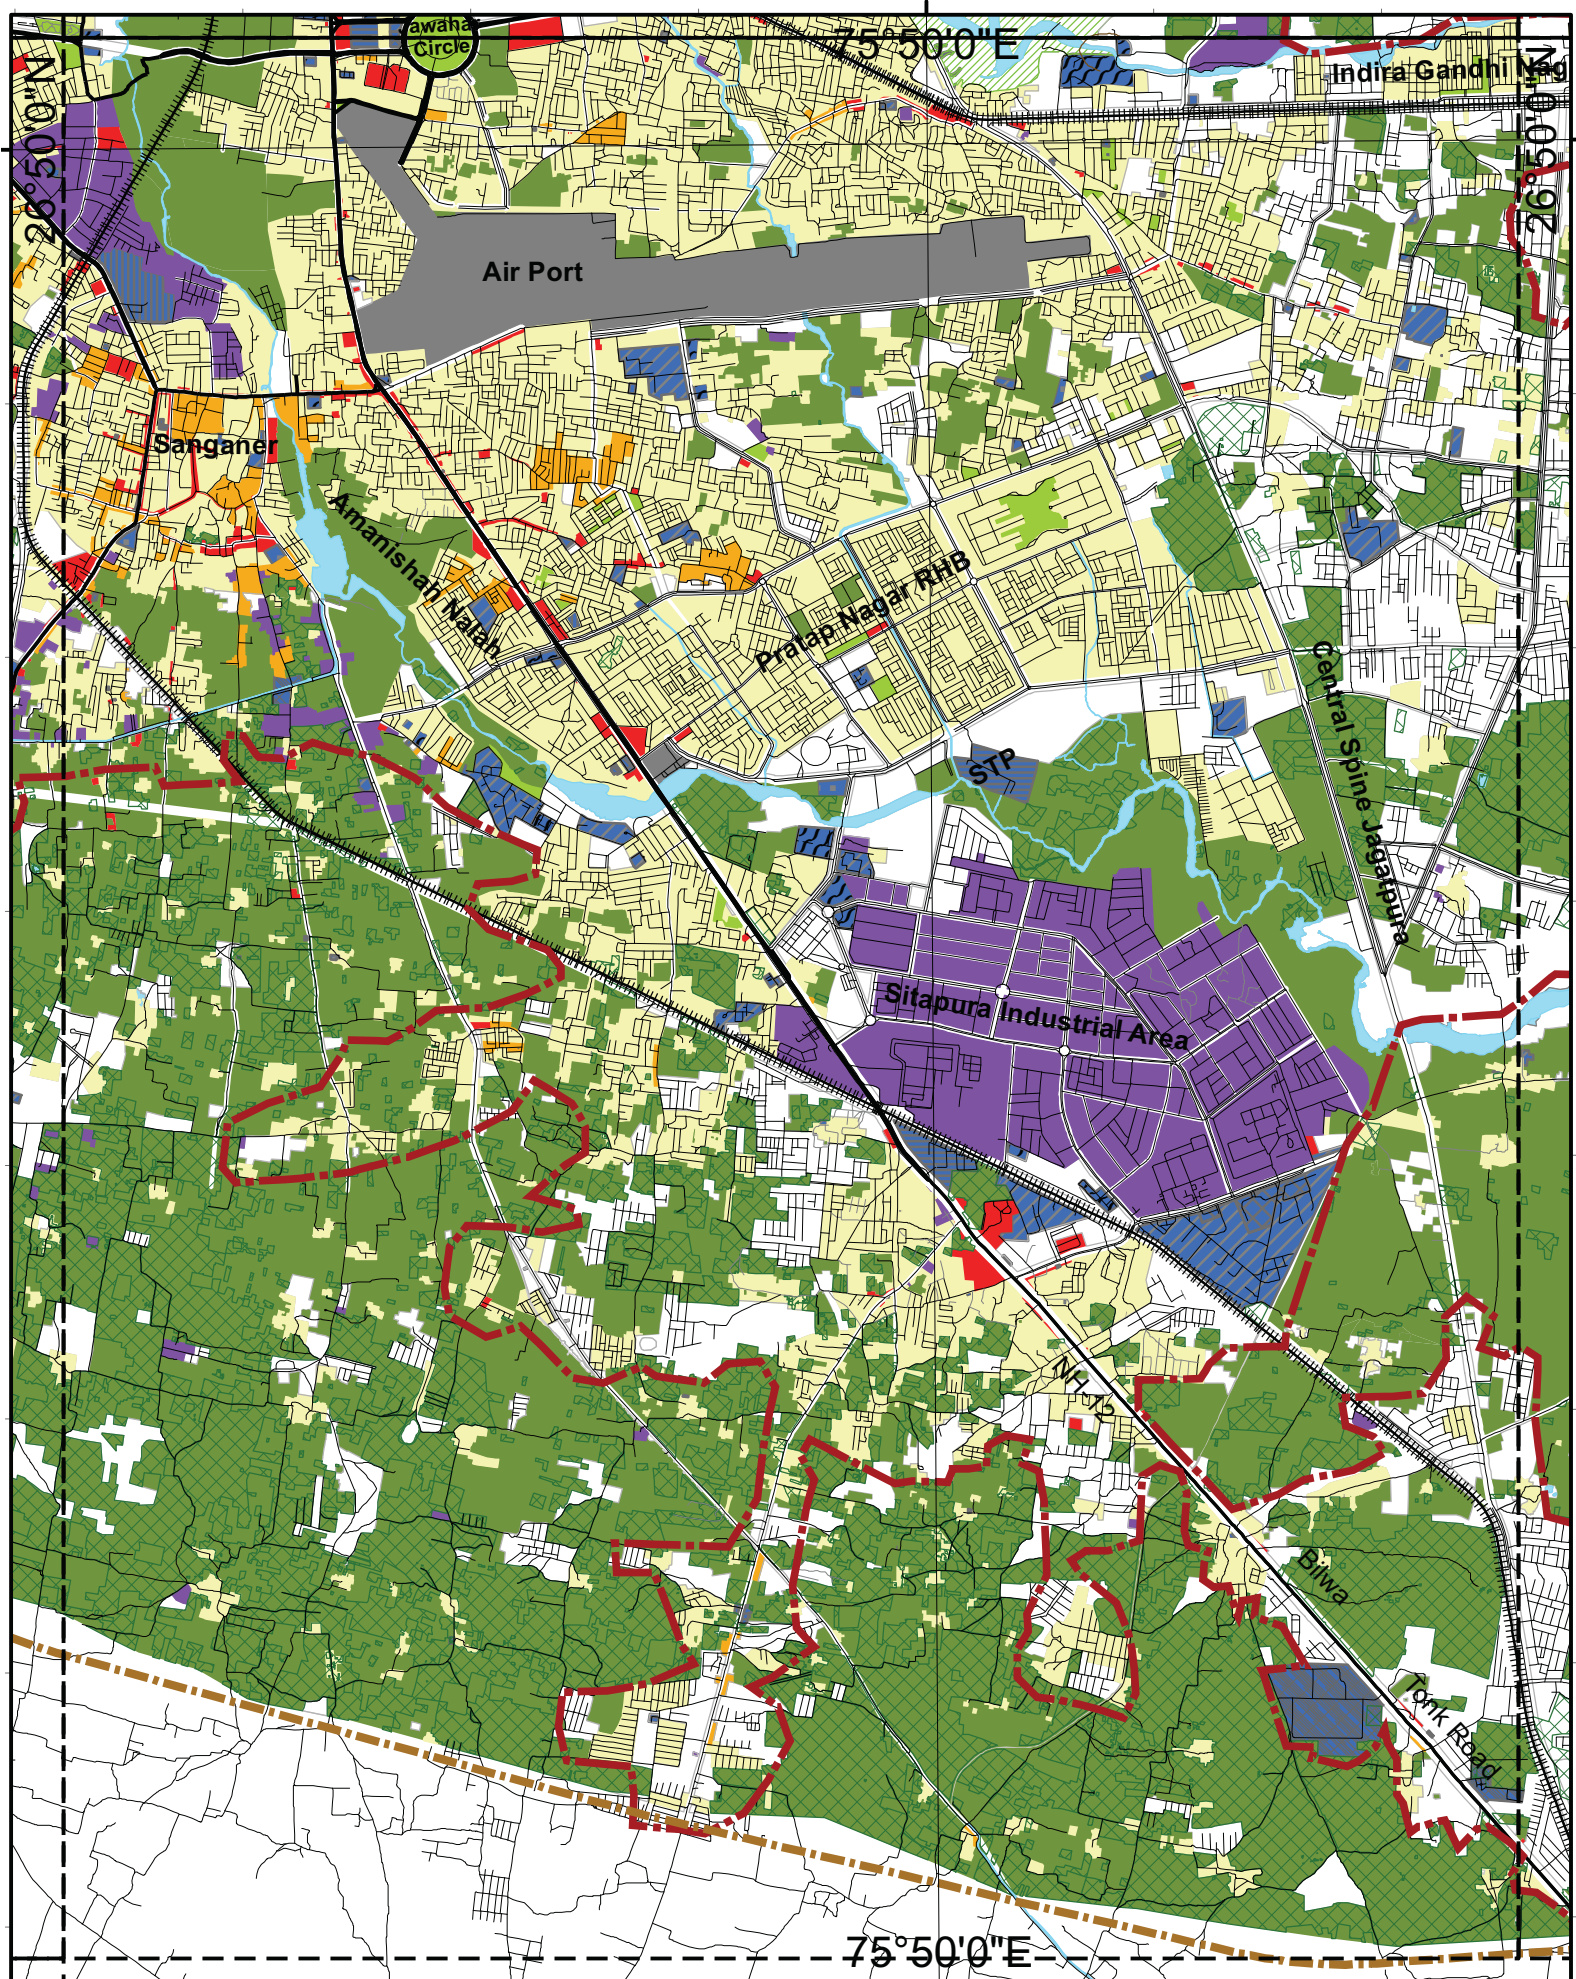 awahar
Circle
75°50'0"E
Indira Gandhi Nag
26°50'0"N
26°50'0"N
Air Port
Sanganer
Amanishah Nalah
Pratap Nagar RHB
Central Spine Jagatpura
STP
Sitapura Industrial Area
NH-12
Bilwa
Tonk Road
75°50'0"E